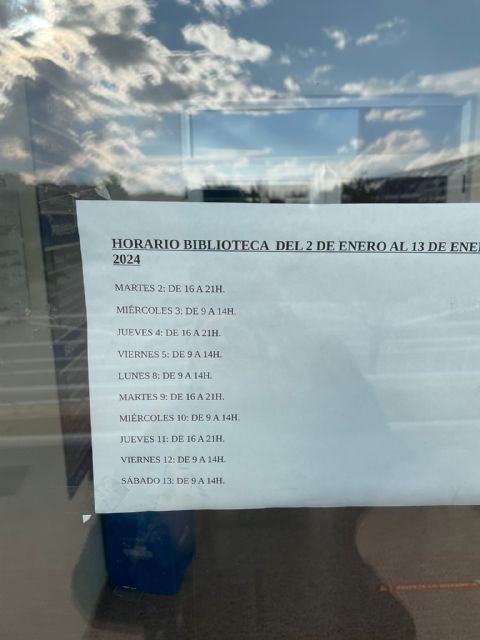 HORARIO BIBLIOTECA DEL 2 DE ENERO AL 13 DE ENE
2024
MARTES 2: DE 16 A 21H.
MIÉRCOLES 3: DE 9 A 14H.
JUEVES 4: DE 16 A 21H.
VIERNES 5: DE 9 A 14H.
LUNES 8: DE 9 A 14H.
MARTES 9: DE 16 A 21H.
MIÉRCOLES 10: DE 9 A 14H.
JUEVES 11: DE 16 A 21H.
VIERNES 12: DE 9 A 14H.
SÁBADO 13: DE 9 A 14H.